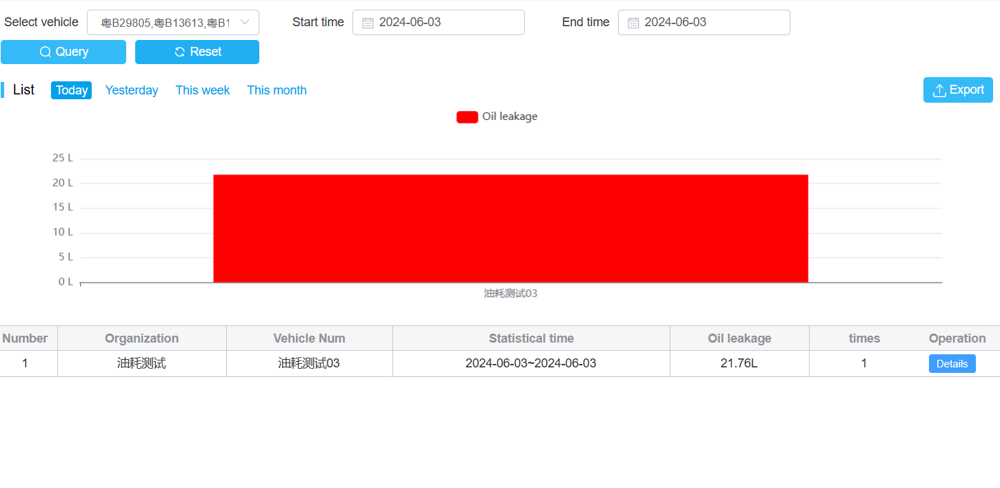 Select vehicle 粤B29805,粤B13613,粤B1 Start time 2024-06-03 End time 2024-06-03
Query Reset
List Today Yesterday This week This month Export
Oil leakage
25 L
20 L
15 L
10 L
5 L
0 L
油耗测试03
Number Organization Vehicle Num Statistical time Oil leakage times Operation
1 油耗测试 油耗测试03 2024-06-03~2024-06-03 21.76L 1 Details